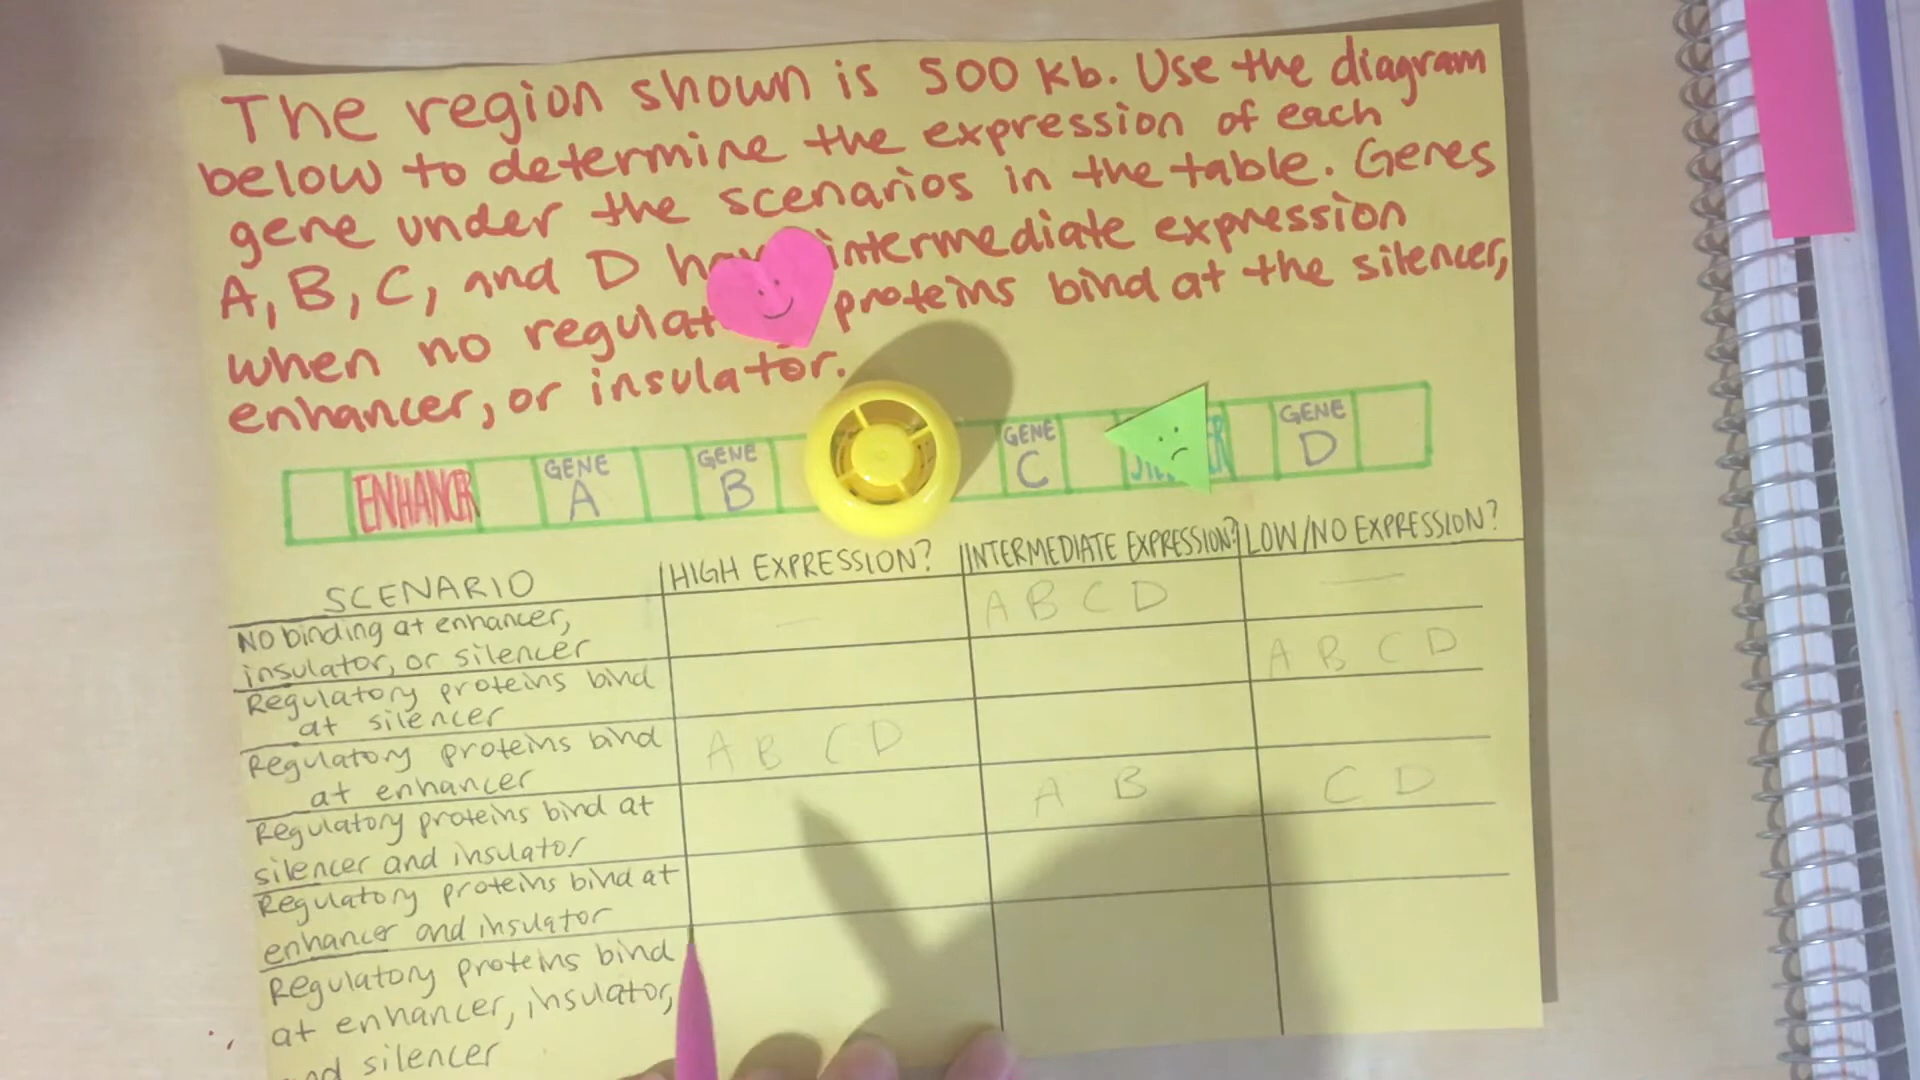 The region shown is 500 kb. Use the diagram
below to determine the expression of each
gene under the scenarios in the table. Genes
A, B, C, and D intermediate expression
when no proteins bind at the silencer,
enhancer, or insulator.
ENHANCR
GENE A
GENE B
GENE C
GENE D
SCENARIO
HIGH EXPRESSION?
INTERMEDIATE EXPRESSION?
LOW/NO EXPRESSION?
NO binding at enhancer,
insulator, or silencer
—
A B C D
—
Regulatory proteins bind
at silencer
A B C D
Regulatory proteins bind
at enhancer
A B C D
Regulatory proteins bind at
silencer and insulator
A B
C D
Regulatory proteins bind at
enhancer and insulator
Regulatory proteins bind
at enhancer, insulator,
silencer